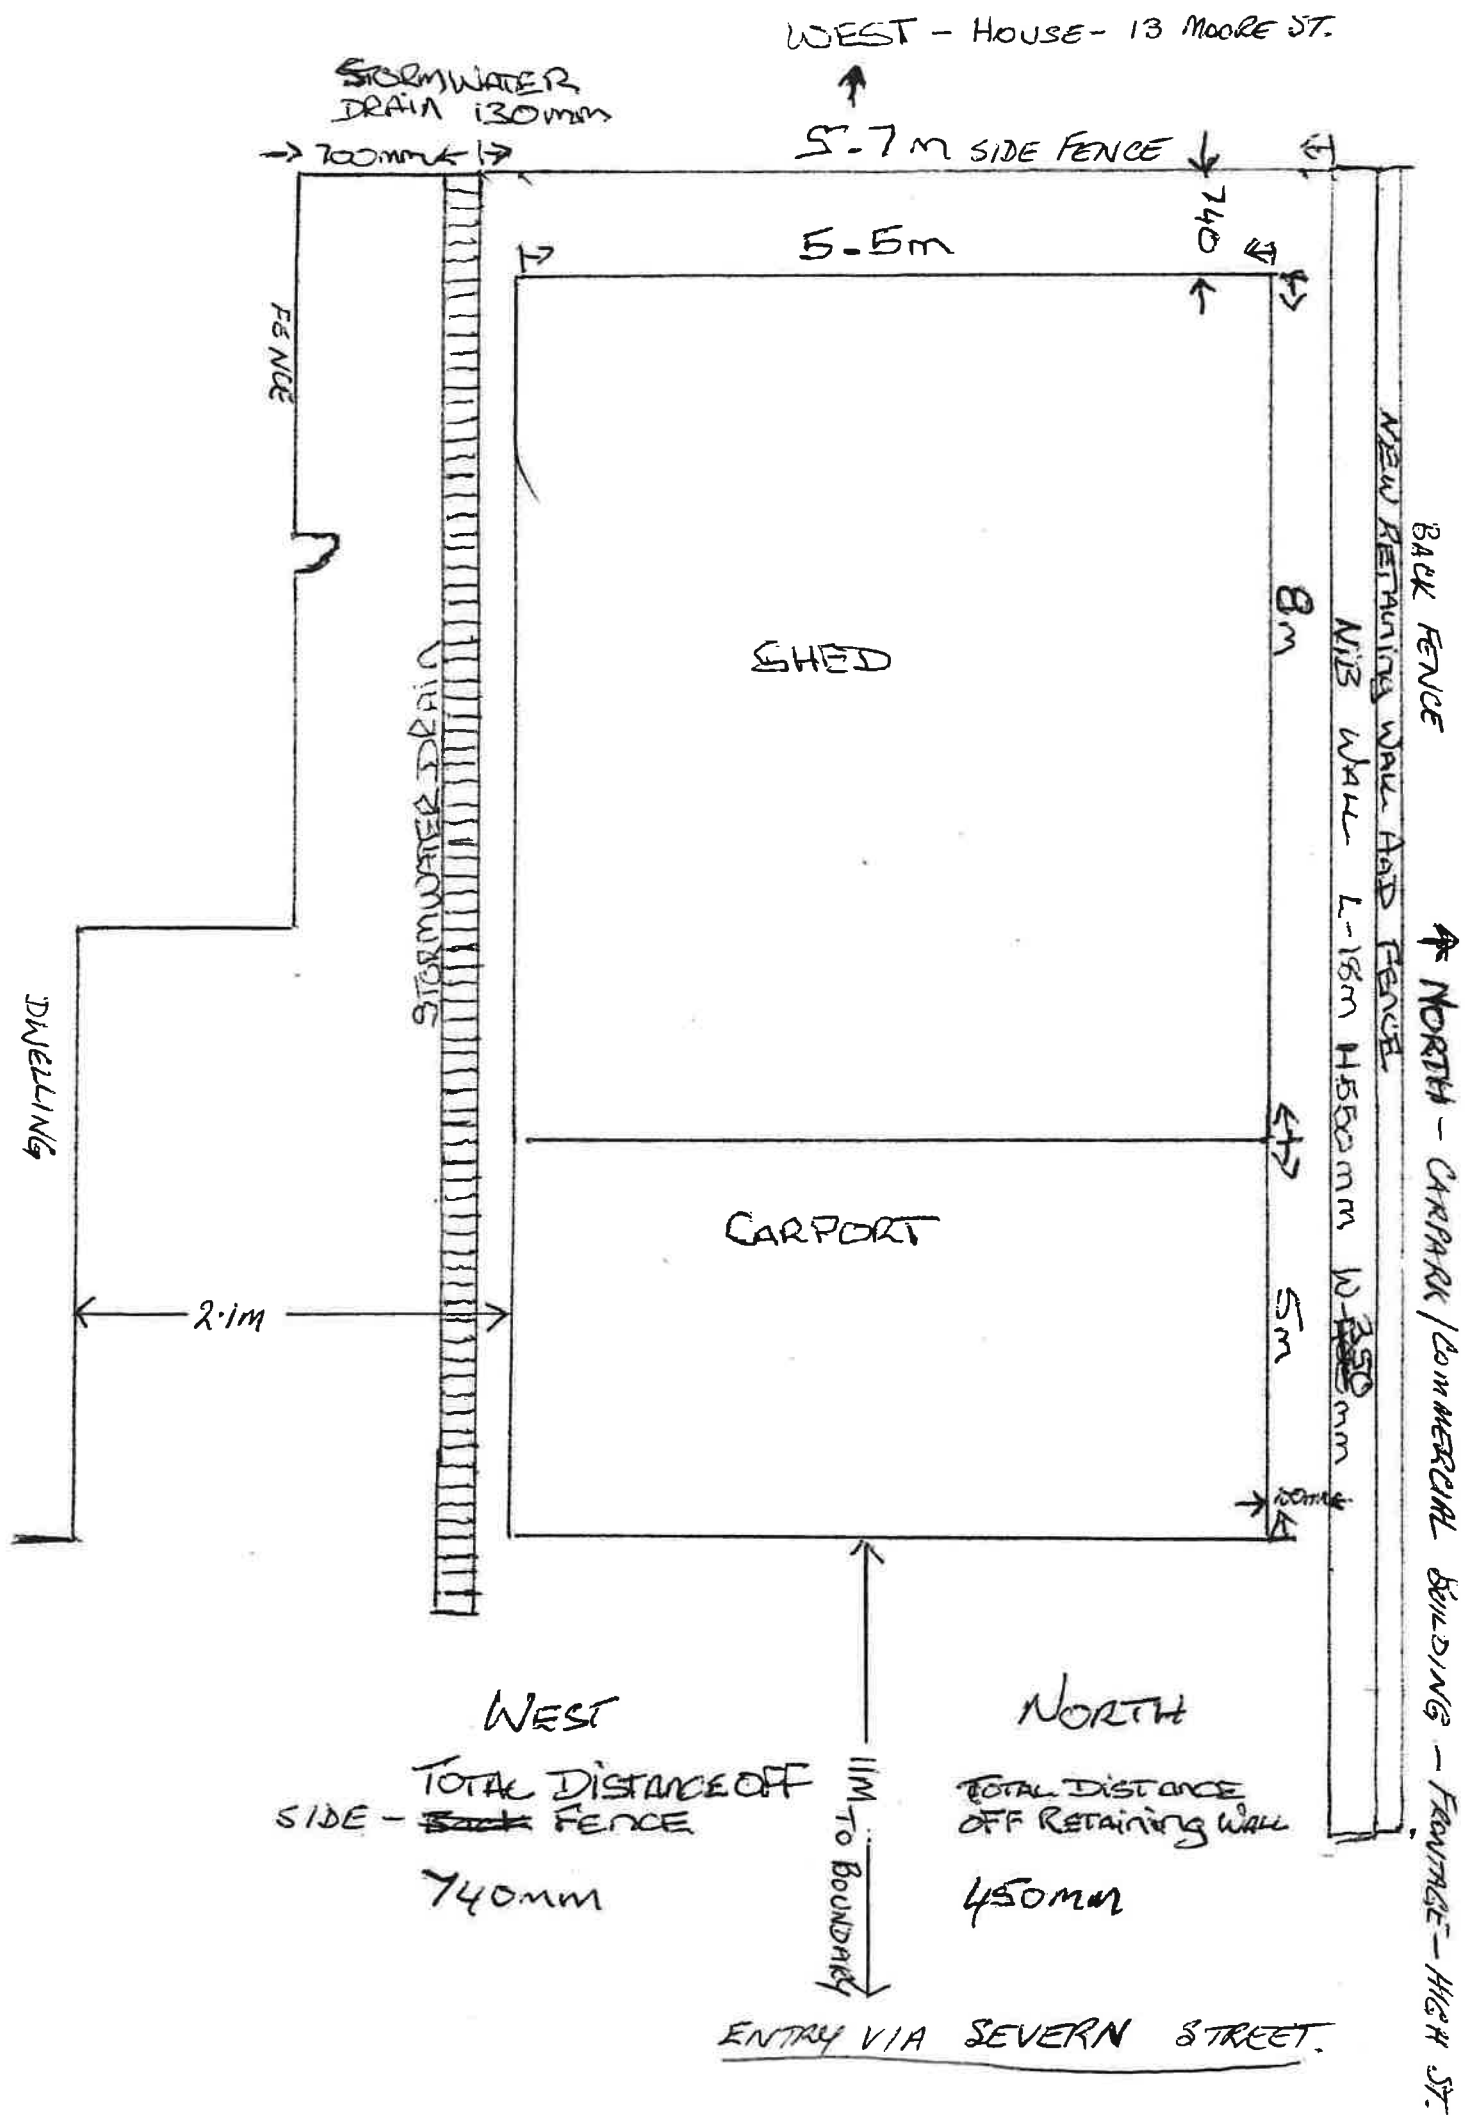 WEST - HOUSE - 13 MOORE ST.
STORMWATER
DRAIN 130mm
700mm
5.7m SIDE FENCE
740
5.5m
FENCE
8m
SHED
NIB WALL L-18m H550mm W-350mm
NEW RETAINING WALL AND FENCE
BACK FENCE
NORTH - CARPARK / COMMERCIAL BUILDING - FRONTAGE - HIGH ST.
STORMWATER DRAIN
DWELLING
CARPORT
2.1m
5m
100mm
WEST
TOTAL DISTANCE OFF
SIDE - FENCE
740mm
11M TO BOUNDARY
NORTH
TOTAL DISTANCE
OFF RETAINING WALL
450mm
ENTRY VIA SEVERN STREET.